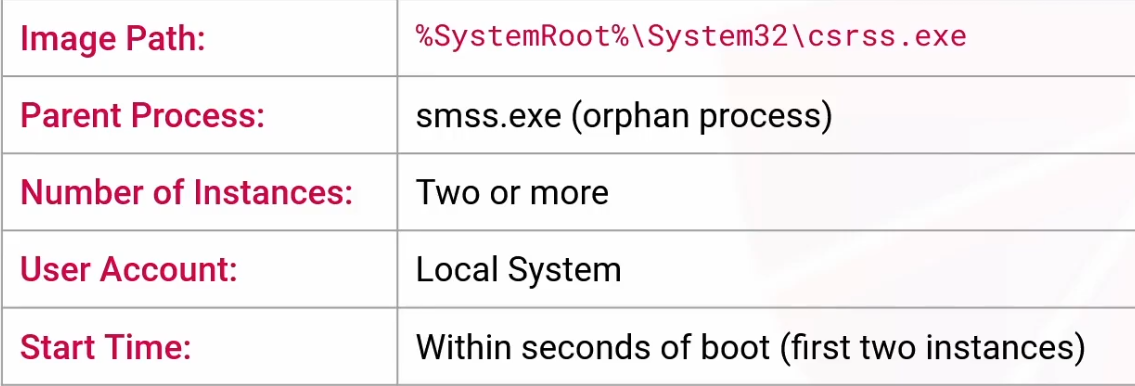 Image Path: %SystemRoot%\System32\csrss.exe
Parent Process: smss.exe (orphan process)
Number of Instances: Two or more
User Account: Local System
Start Time: Within seconds of boot (first two instances)